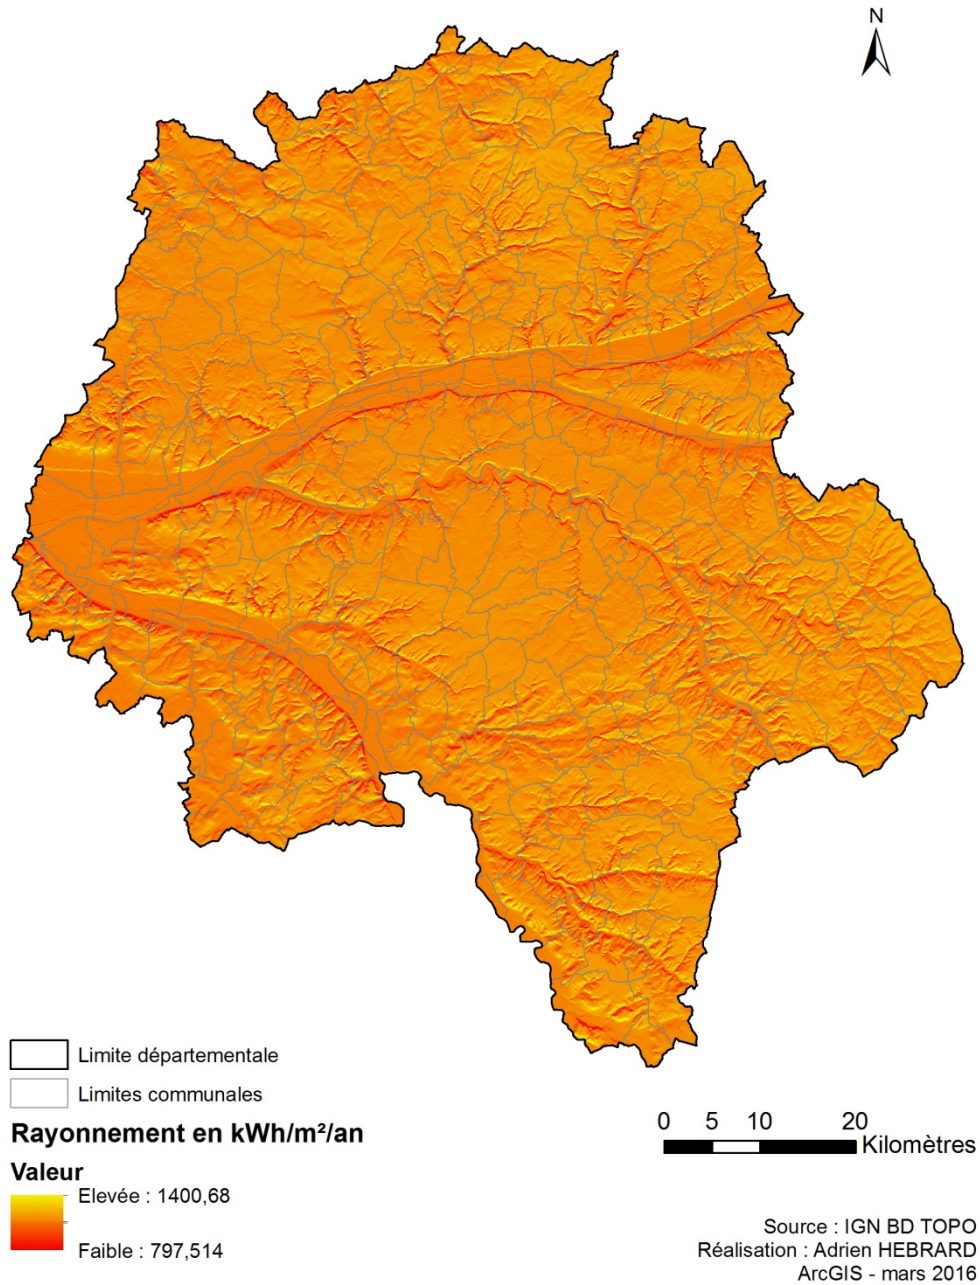 N
Limite départementale
Limites communales
Rayonnement en kWh/m²/an
Valeur
Elevée : 1400,68
Faible : 797,514
0 5 10 20
Kilomètres
Source : IGN BD TOPO
Réalisation : Adrien HEBRARD
ArcGIS - mars 2016